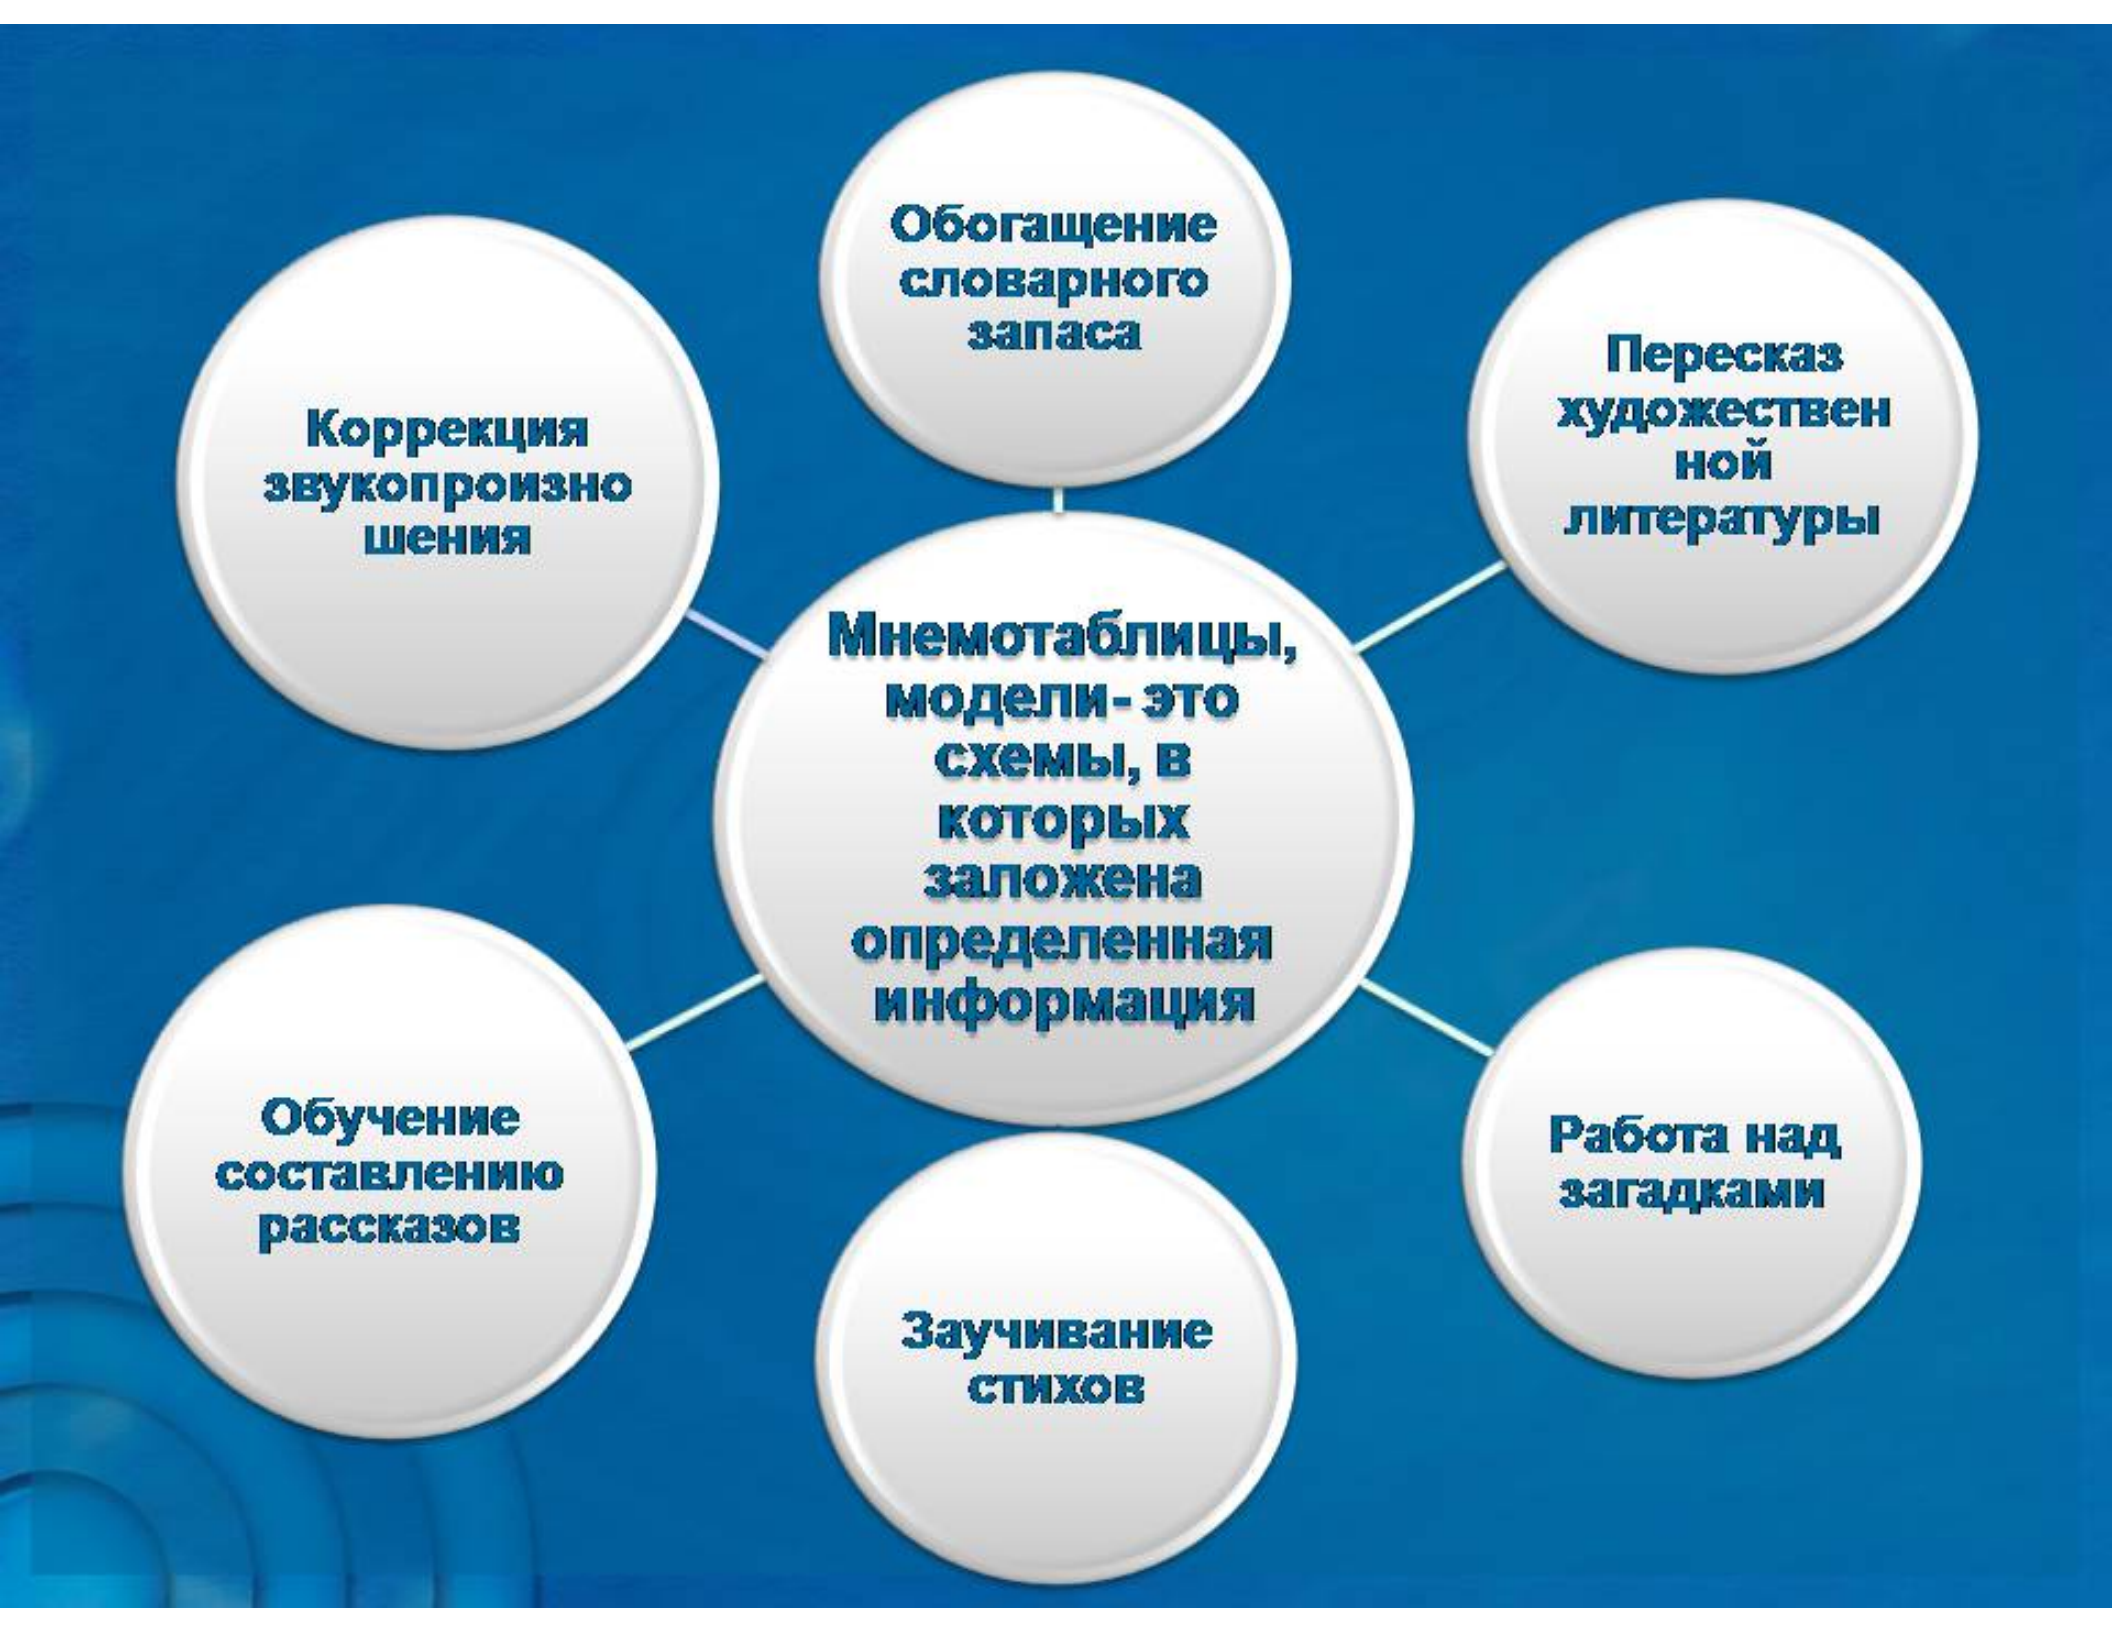 Обогащение
словарного
запаса
Пересказ
художествен
ной
литературы
Коррекция
звукопроизно
шения
Мнемотаблицы,
модели- это
схемы, в
которых
заложена
определенная
информация
Обучение
составлению
рассказов
Работа над
загадками
Заучивание
стихов